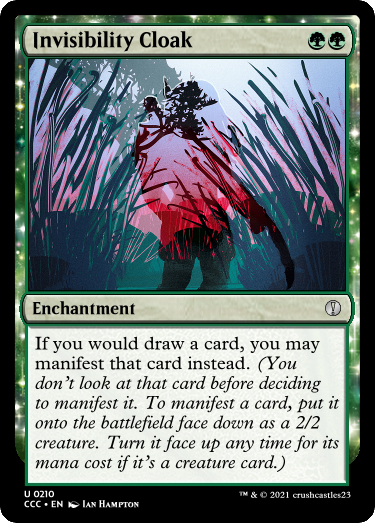 Invisibility Cloak
Enchantment
If you would draw a card, you may
manifest that card instead. (You
don't look at that card before deciding
to manifest it. To manifest a card, put it
onto the battlefield face down as a 2/2
creature. Turn it face up any time for its
mana cost if it's a creature card.)
U 0210
CCC • EN Ian Hampton
™ & © 2021 crushcastles23